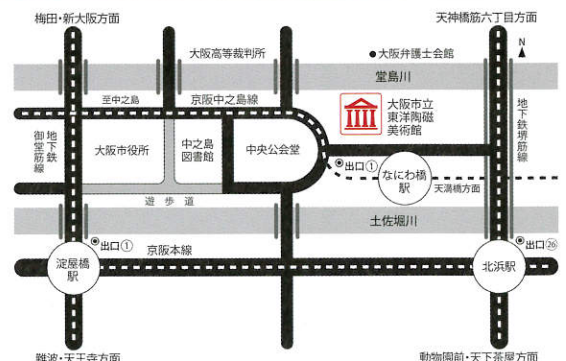 梅田・新大阪方面
天神橋筋六丁目方面
大阪高等裁判所
●大阪弁護士会館
N
堂島川
至中之島
京阪中之島線
大阪市立
東洋陶磁
美術館
地下鉄
御堂筋線
大阪市役所
中之島
図書館
中央公会堂
地下鉄堺筋線
出口①
なにわ橋
駅
天満橋方面
遊歩道
土佐堀川
出口①
京阪本線
出口㉖
淀屋橋
駅
北浜駅
難波・天王寺方面
動物園前・天下茶屋方面